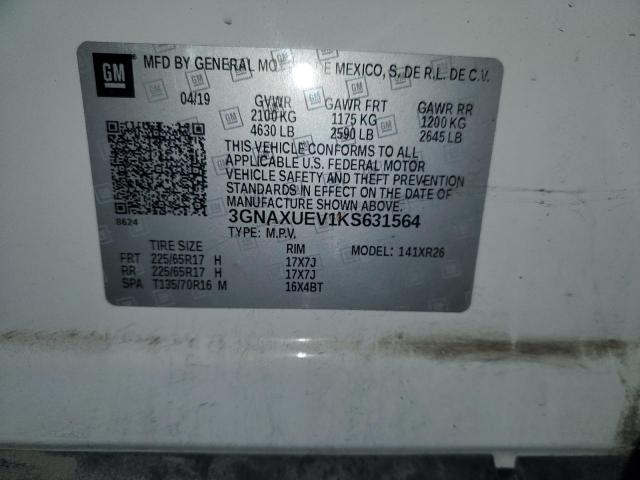 GM
MFD BY GENERAL MO DE MEXICO, S. DE R.L. DE C.V.
04/19 GVWR GAWR FRT GAWR RR
2100 KG 1175 KG 1200 KG
4630 LB 2590 LB 2645 LB
THIS VEHICLE CONFORMS TO ALL
APPLICABLE U.S. FEDERAL MOTOR
VEHICLE SAFETY AND THEFT PREVENTION
STANDARDS IN EFFECT ON THE DATE OF
MANUFACTURE SHOWN ABOVE.
8624 3GNAXUEV1KS631564
TYPE: M.P.V.
TIRE SIZE RIM MODEL: 141XR26
FRT 225/65R17 H 17X7J
RR 225/65R17 H 17X7J
SPA T135/70R16 M 16X4BT